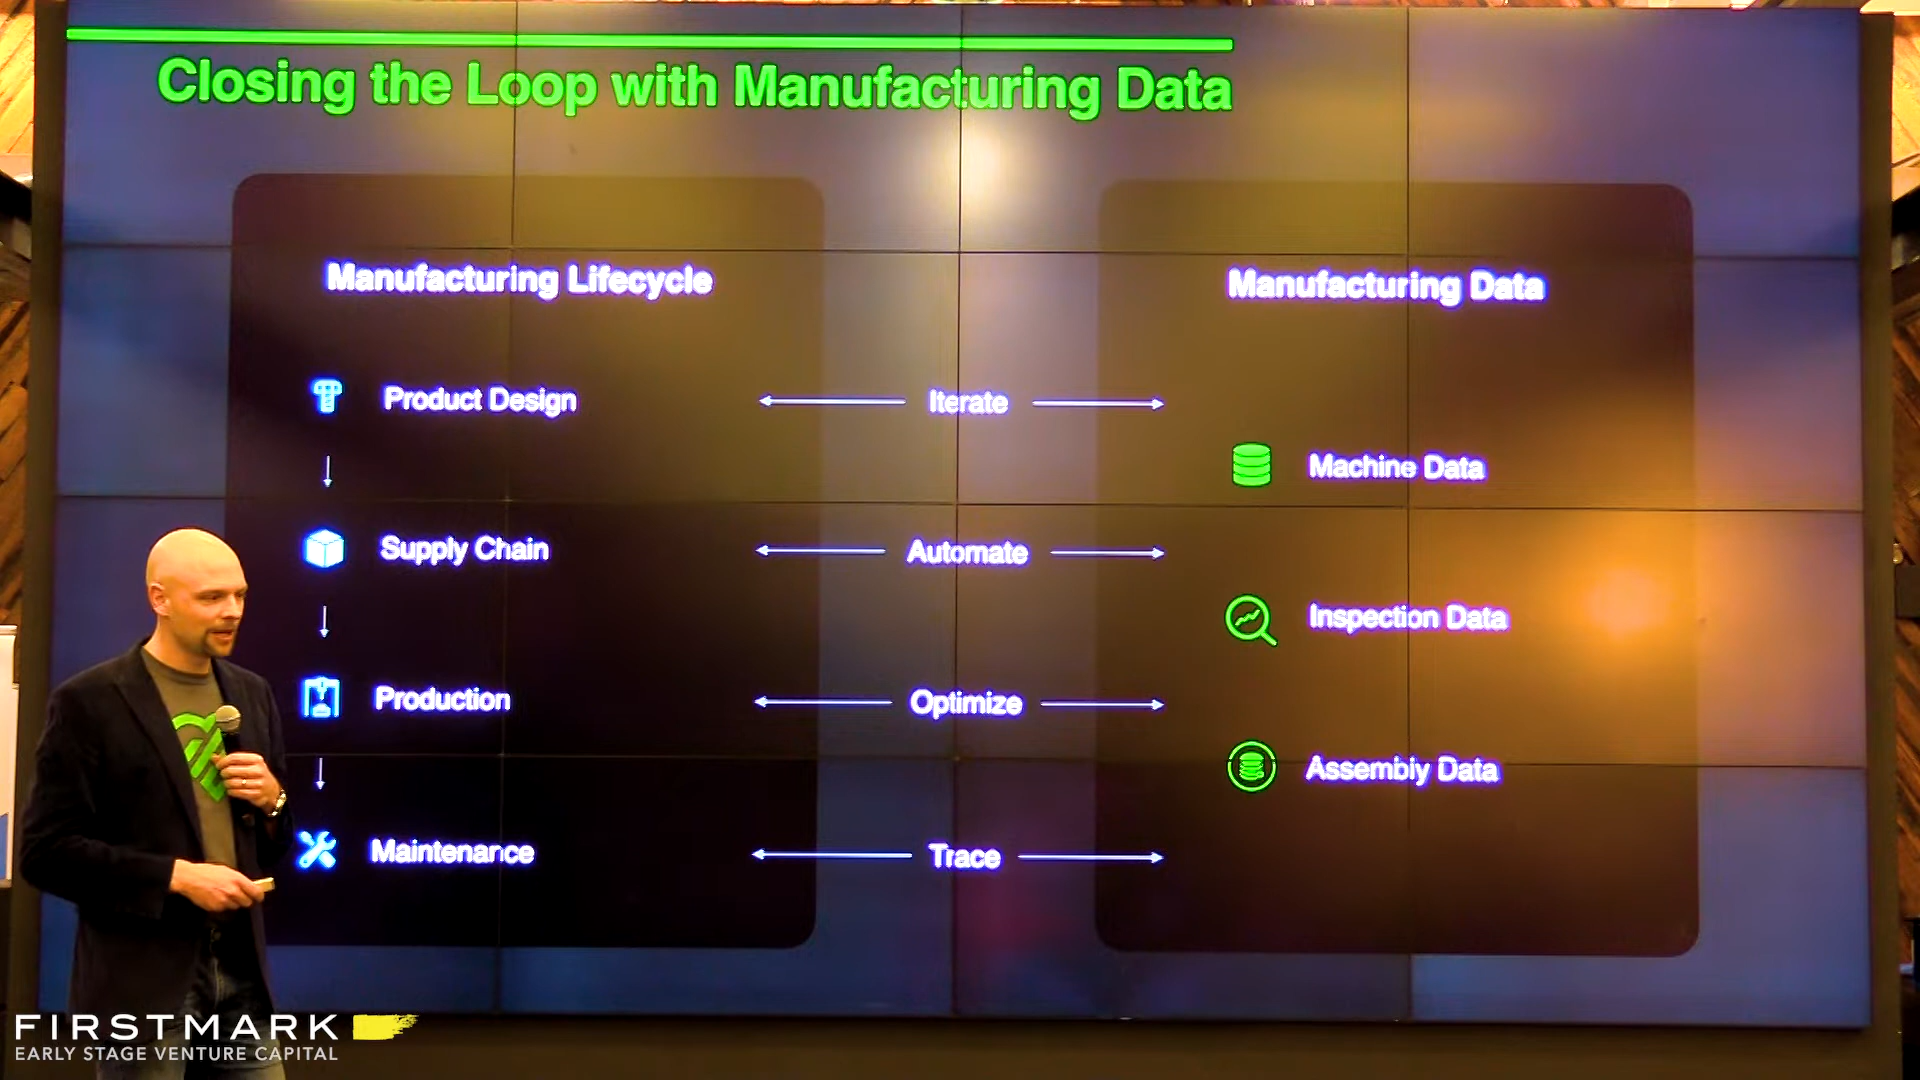 Closing the Loop with Manufacturing Data
Manufacturing Lifecycle
Product Design
Supply Chain
Production
Maintenance
Iterate
Automate
Optimize
Trace
Manufacturing Data
Machine Data
Inspection Data
Assembly Data
FIRSTMARK
EARLY STAGE VENTURE CAPITAL